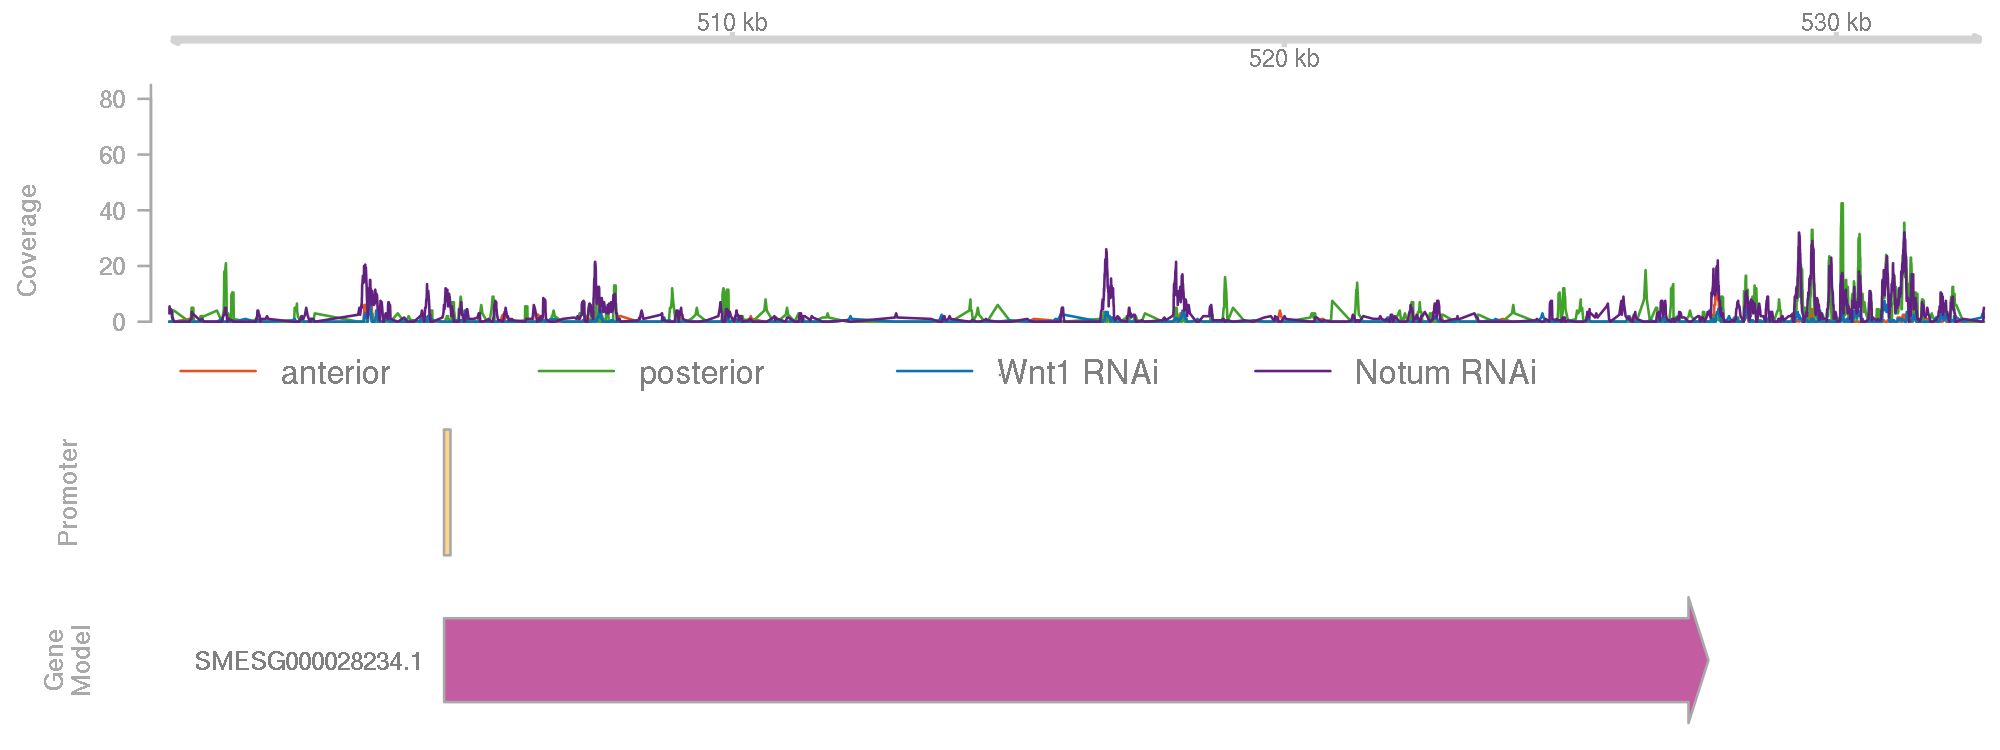 510 kb
530 kb
520 kb
Coverage
80
60
40
20
0
anterior posterior Wnt1 RNAi Notum RNAi
Promoter
Gene
Model
SMESG000028234.1